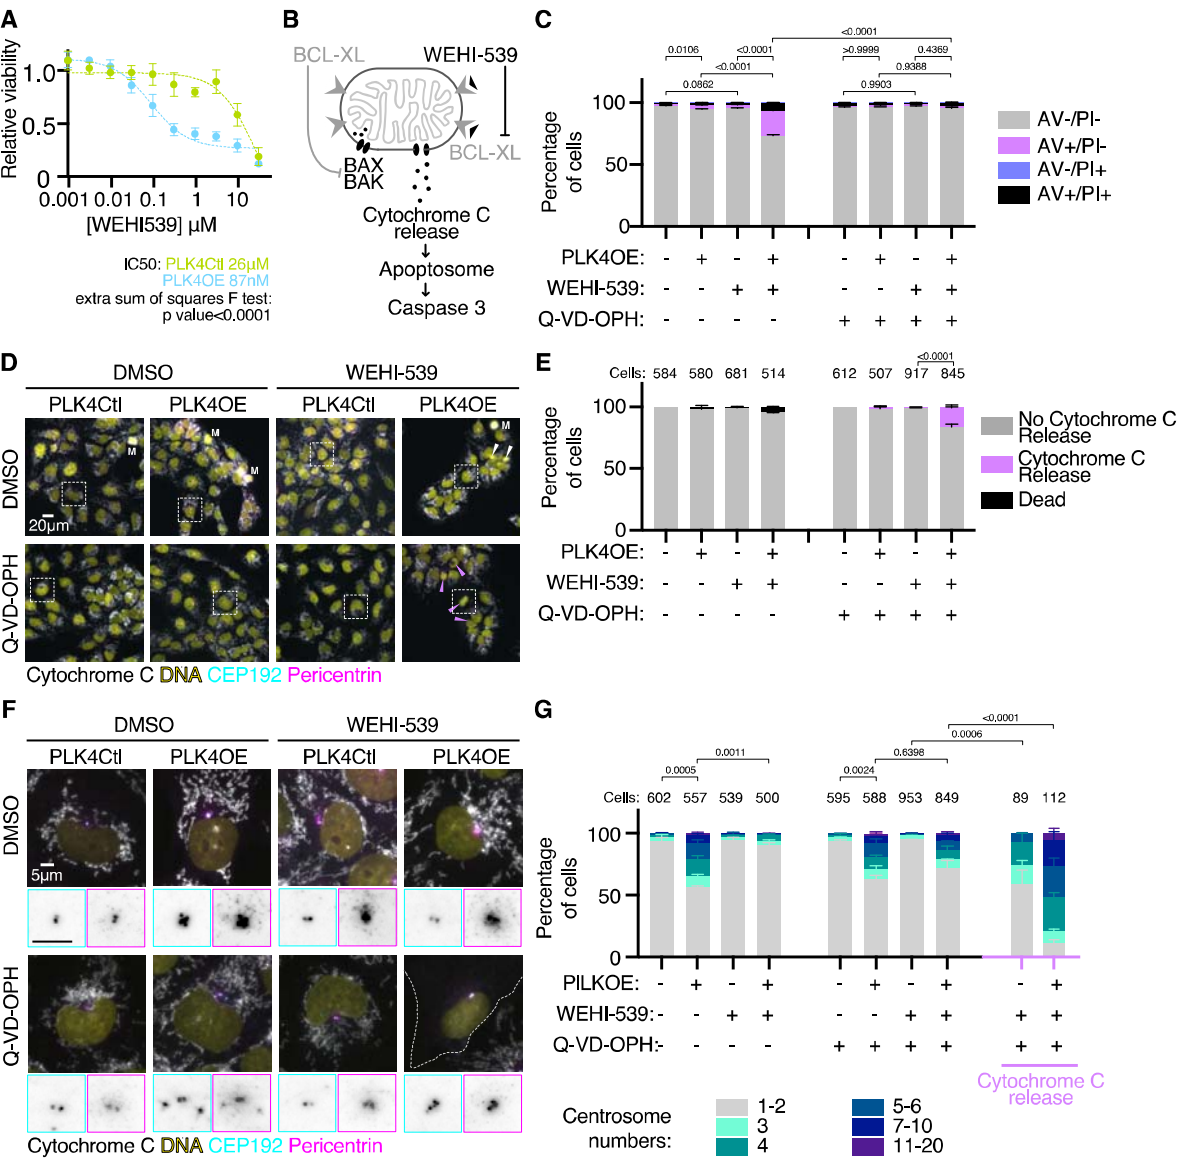 A
Relative viability
1.0
0.5
0
0.001 0.01 0.1 1 10
[WEHI539] µM
IC50: PLK4Ctl 26µM
PLK4OE 87nM
extra sum of squares F test:
p value<0.0001
B
BCL-XL
WEHI-539
BCL-XL
BAX
BAK
Cytochrome C
release
Apoptosome
Caspase 3
C
<0.0001
0.0106 <0.0001 >0.9999 0.4369
<0.0001 0.9388
0.0862 0.9903
Percentage
of cells
100
50
0
AV-/PI-
AV+/PI-
AV-/PI+
AV+/PI+
PLK4OE: - + - + - + - +
WEHI-539: - - + + - - + +
Q-VD-OPH: - - - - + + + +
D
DMSO WEHI-539
PLK4Ctl PLK4OE PLK4Ctl PLK4OE
DMSO
M
M
M
M
20µm
Q-VD-OPH
Cytochrome C DNA CEP192 Pericentrin
E
<0.0001
Cells: 584 580 681 514 612 507 917 845
Percentage
of cells
100
50
0
No Cytochrome C
Release
Cytochrome C
Release
Dead
PLK4OE: - + - + - + - +
WEHI-539: - - + + - - + +
Q-VD-OPH: - - - - + + + +
F
DMSO WEHI-539
PLK4Ctl PLK4OE PLK4Ctl PLK4OE
DMSO
5µm
Q-VD-OPH
Cytochrome C DNA CEP192 Pericentrin
G
<0,0001
0.0006
0.0011 0.6398
0.0005 0.0024
Cells: 602 557 539 500 595 588 953 849 89 112
Percentage
of cells
100
50
0
PILKOE: - + - + - + - + - +
WEHI-539: - - + + - - + + + +
Q-VD-OPH:- - - - + + + + + +
Cytochrome C
release
Centrosome
numbers:
1-2
3
4
5-6
7-10
11-20